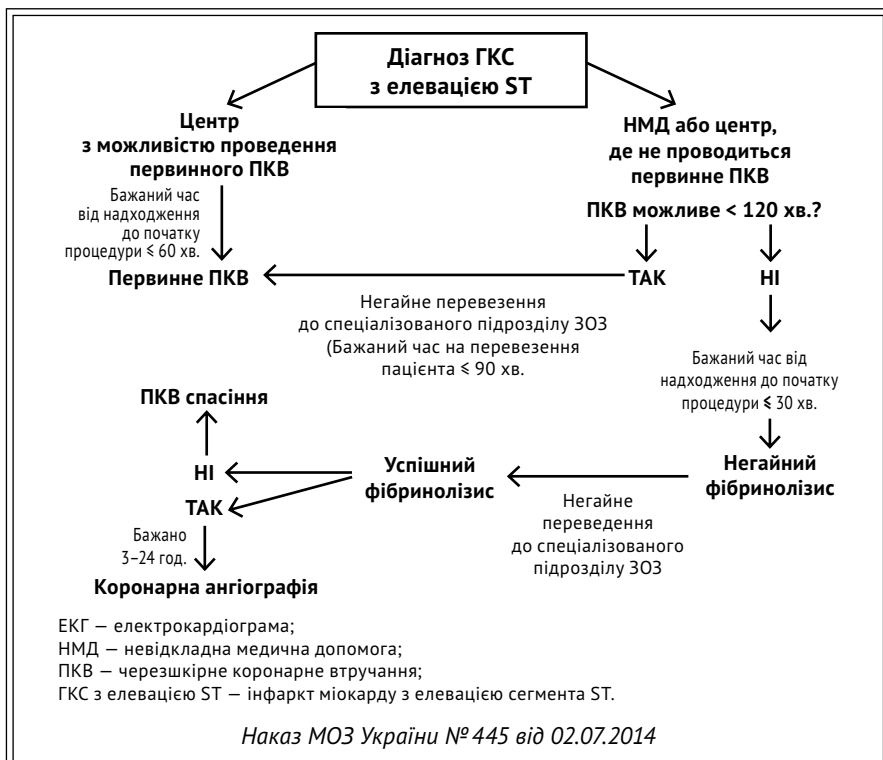 Діагноз ГКС
з елевацією ST
Центр
з можливістю проведення
первинного ПКВ
НМД або центр,
де не проводиться
первинне ПКВ
Бажаний час
від надходження
до початку
процедури ⩽ 60 хв.
ПКВ можливе < 120 хв.?
Первинне ПКВ
ТАК
НІ
Негайне перевезення
до спеціалізованого підрозділу ЗОЗ
(Бажаний час на перевезення
пацієнта ⩽ 90 хв.
Бажаний час від
надходження до початку
процедури ⩽ 30 хв.
ПКВ спасіння
НІ
ТАК
Успішний
фібринолізис
Негайний
фібринолізис
Негайне
переведення
до спеціалізованого
підрозділу ЗОЗ
Бажано
3–24 год.
Коронарна ангіографія
ЕКГ — електрокардіограма;
НМД — невідкладна медична допомога;
ПКВ — черезшкірне коронарне втручання;
ГКС з елевацією ST — інфаркт міокарду з елевацією сегмента ST.
Наказ МОЗ України № 445 від 02.07.2014